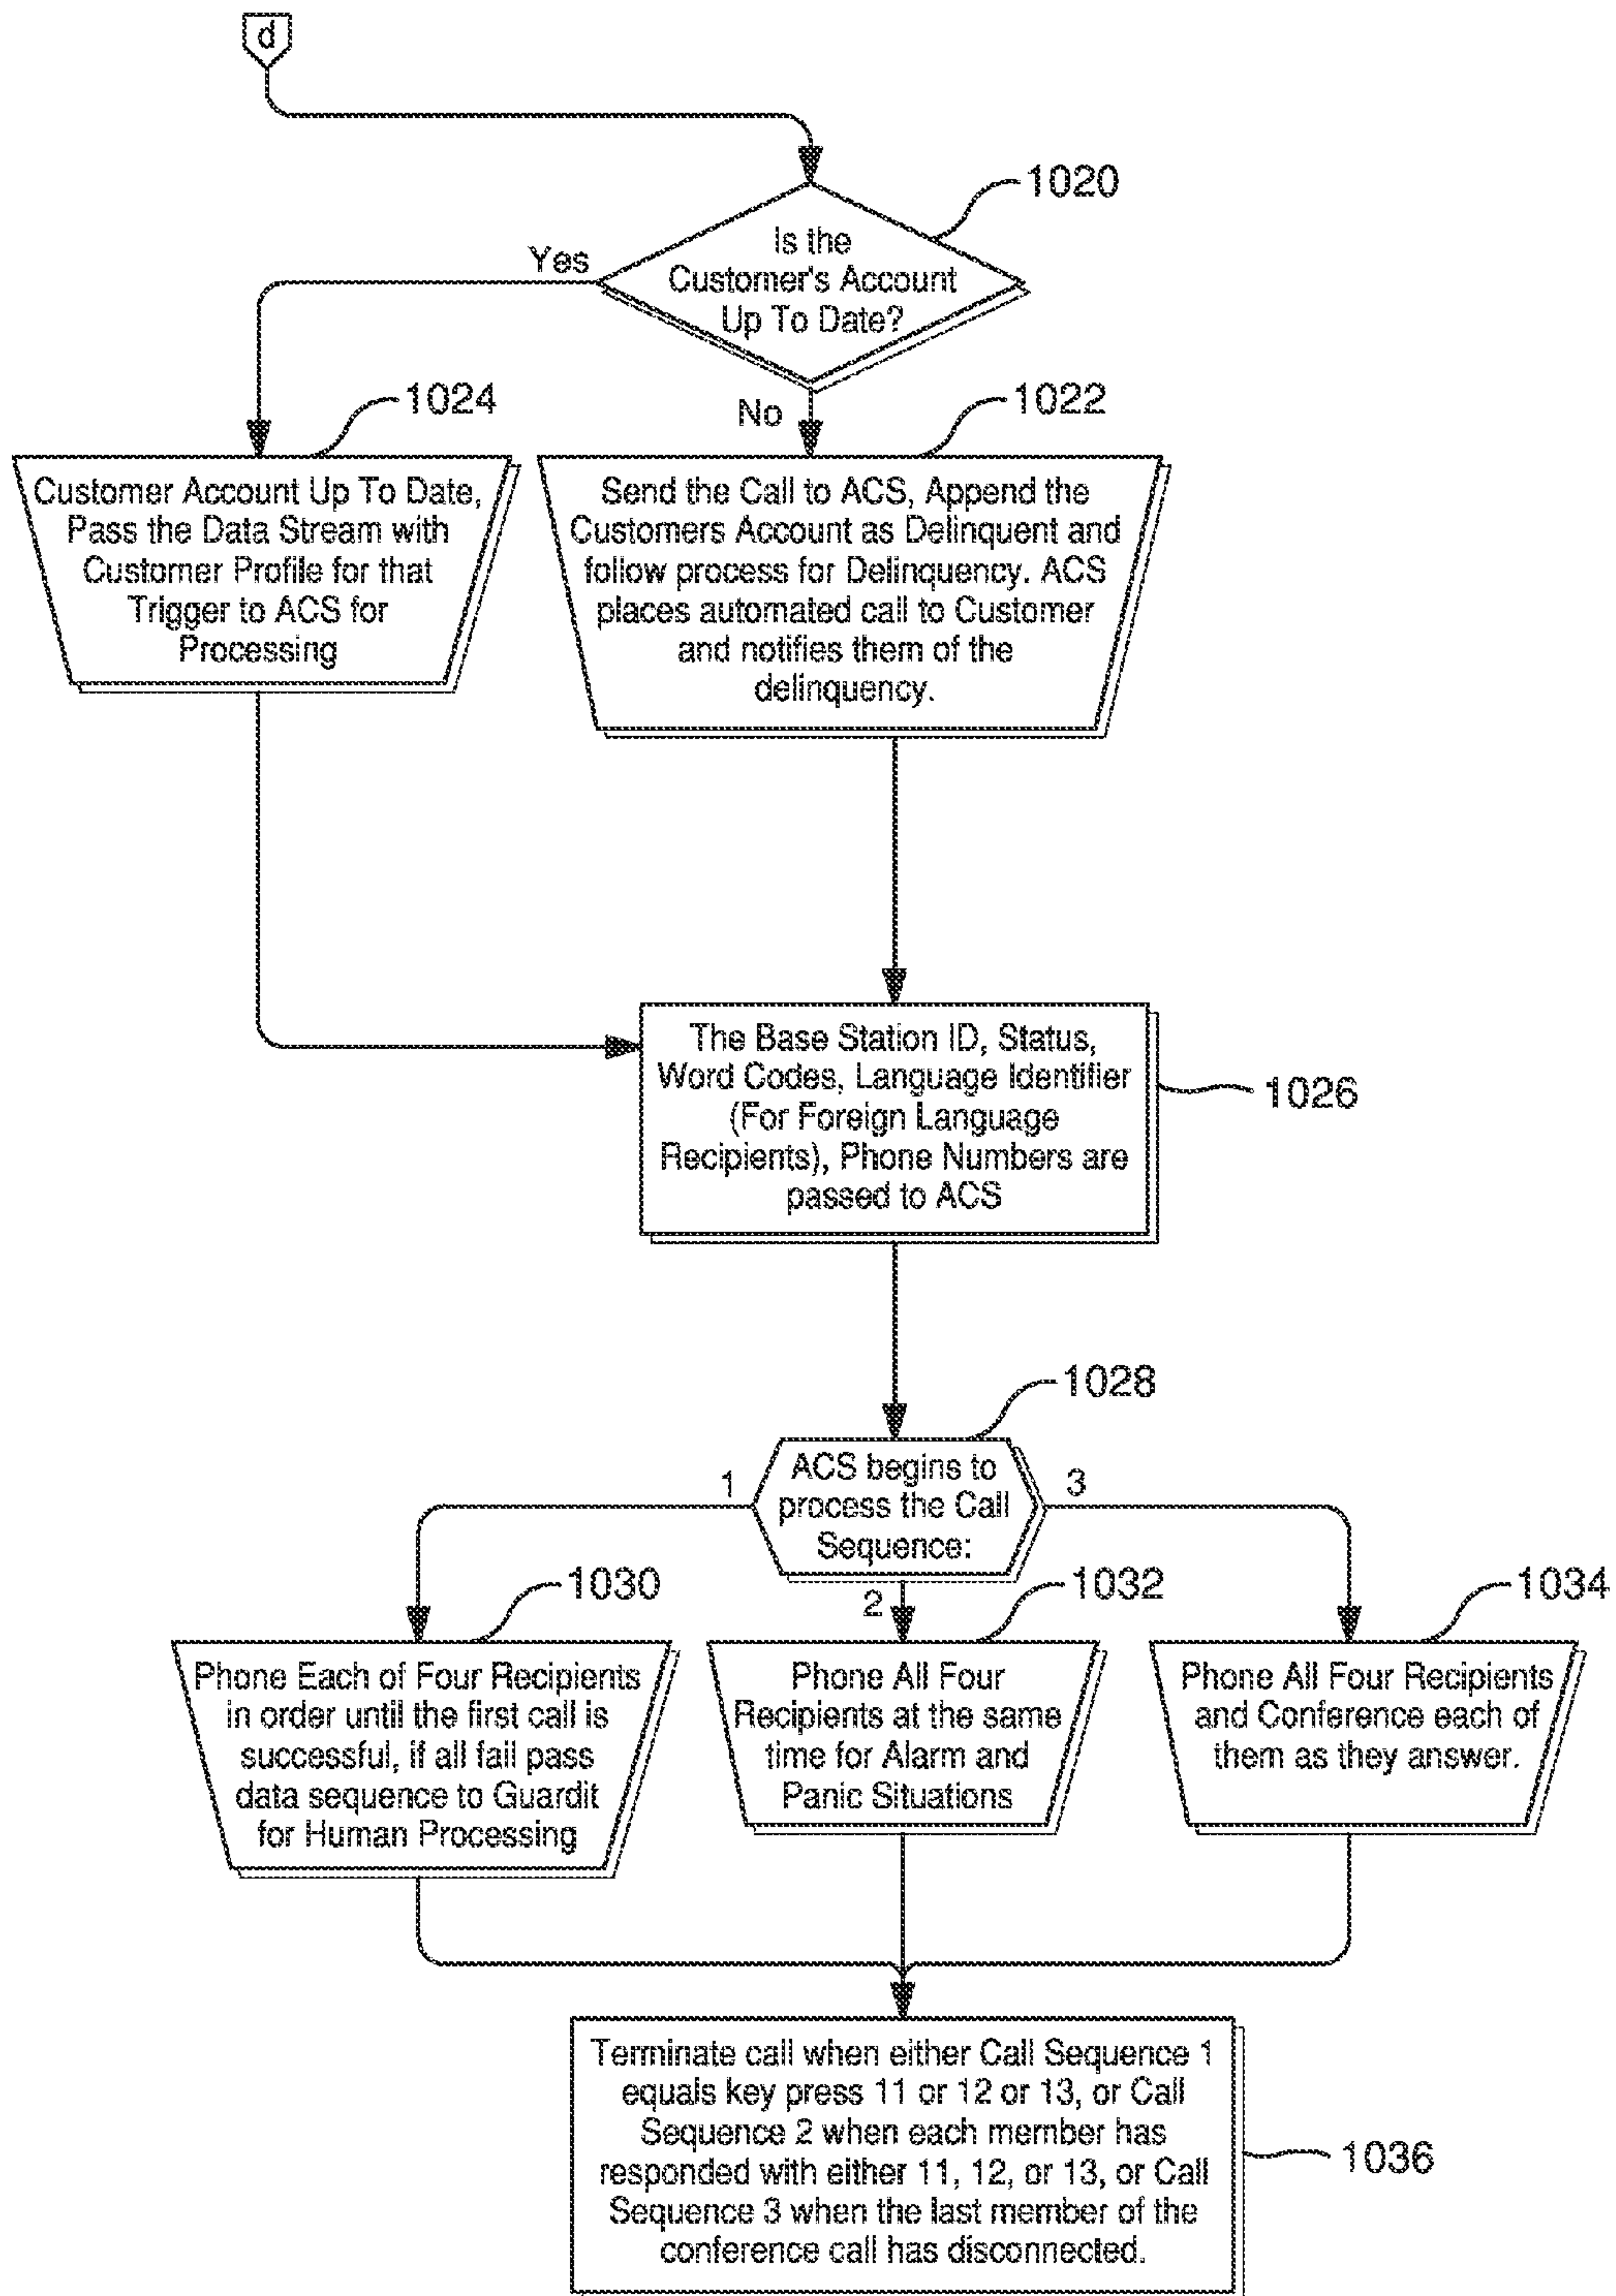 d
1020
Is the
Customer's Account
Up To Date?
Yes
No
1024
Customer Account Up To Date,
Pass the Data Stream with
Customer Profile for that
Trigger to ACS for
Processing
1022
Send the Call to ACS, Append the
Customers Account as Delinquent and
follow process for Delinquency. ACS
places automated call to Customer
and notifies them of the
delinquency.
The Base Station ID, Status,
Word Codes, Language Identifier
(For Foreign Language
Recipients), Phone Numbers are
passed to ACS
1026
1028
ACS begins to
process the Call
Sequence:
1
2
3
1030
Phone Each of Four Recipients
in order until the first call is
successful, if all fail pass
data sequence to Guardit
for Human Processing
1032
Phone All Four
Recipients at the same
time for Alarm and
Panic Situations
1034
Phone All Four Recipients
and Conference each of
them as they answer.
Terminate call when either Call Sequence 1
equals key press 11 or 12 or 13, or Call
Sequence 2 when each member has
responded with either 11, 12, or 13, or Call
Sequence 3 when the last member of the
conference call has disconnected.
1036